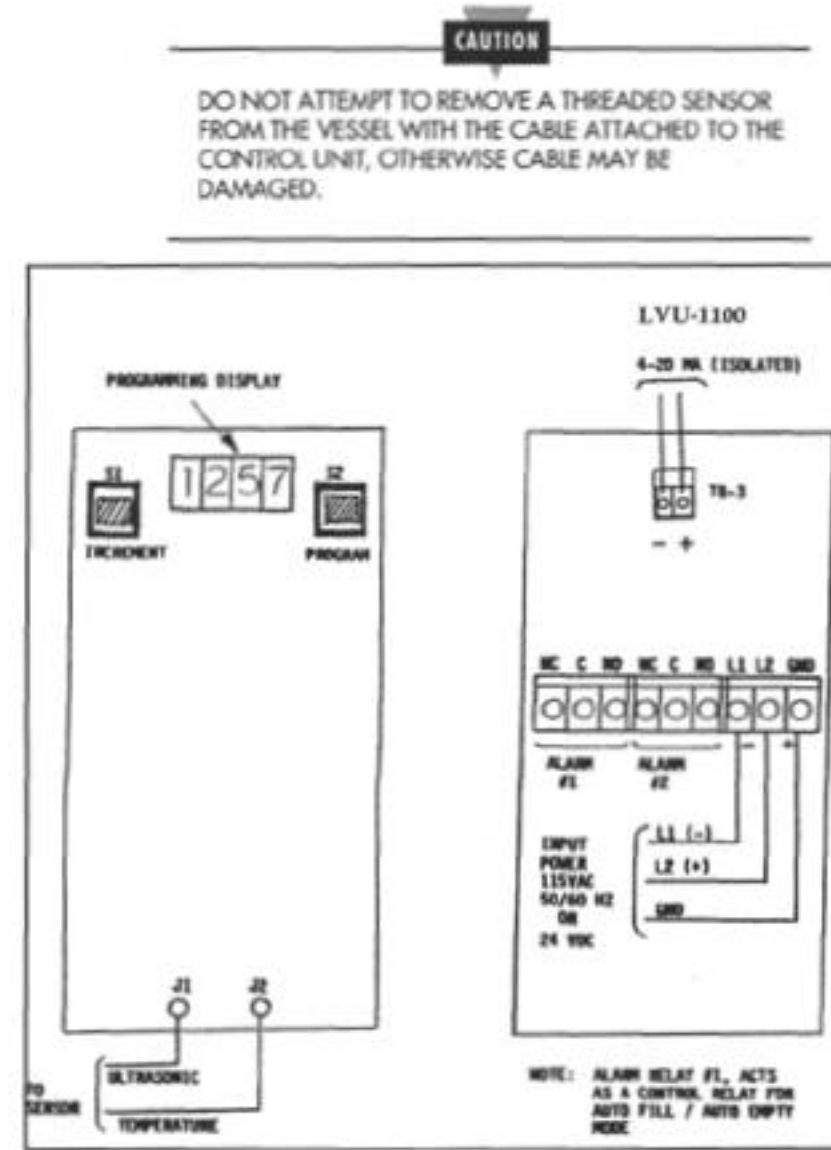 CAUTION
DO NOT ATTEMPT TO REMOVE A THREADED SENSOR
FROM THE VESSEL WITH THE CABLE ATTACHED TO THE
CONTROL UNIT, OTHERWISE CABLE MAY BE
DAMAGED.
LVU-1100
4-20 MA (ISOLATED)
PROGRAMMING DISPLAY
S1
1257
S2
INCREMENT
PROGRAM
TB-3
- +
NC C NO NC C NO L1 L2 GND
- +
ALARM
#1
ALARM
#2
INPUT
POWER
115VAC
50/60 HZ
OR
24 VDC
L1 (-)
L2 (+)
GND
J1
J2
TO
SENSOR
ULTRASONIC
TEMPERATURE
NOTE: ALARM RELAY #1, ACTS
AS A CONTROL RELAY FOR
AUTO FILL / AUTO EMPTY
MODE